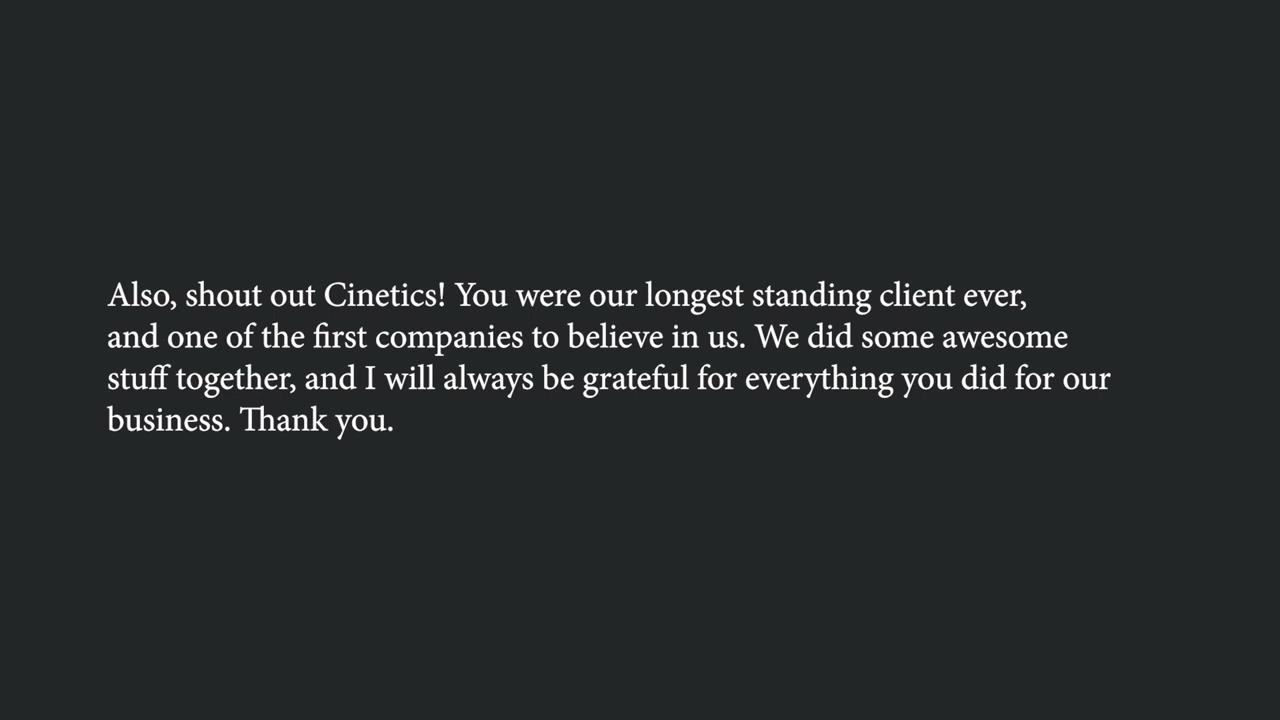 Also, shout out Cinetics! You were our longest standing client ever,
and one of the first companies to believe in us. We did some awesome
stuff together, and I will always be grateful for everything you did for our
business. Thank you.